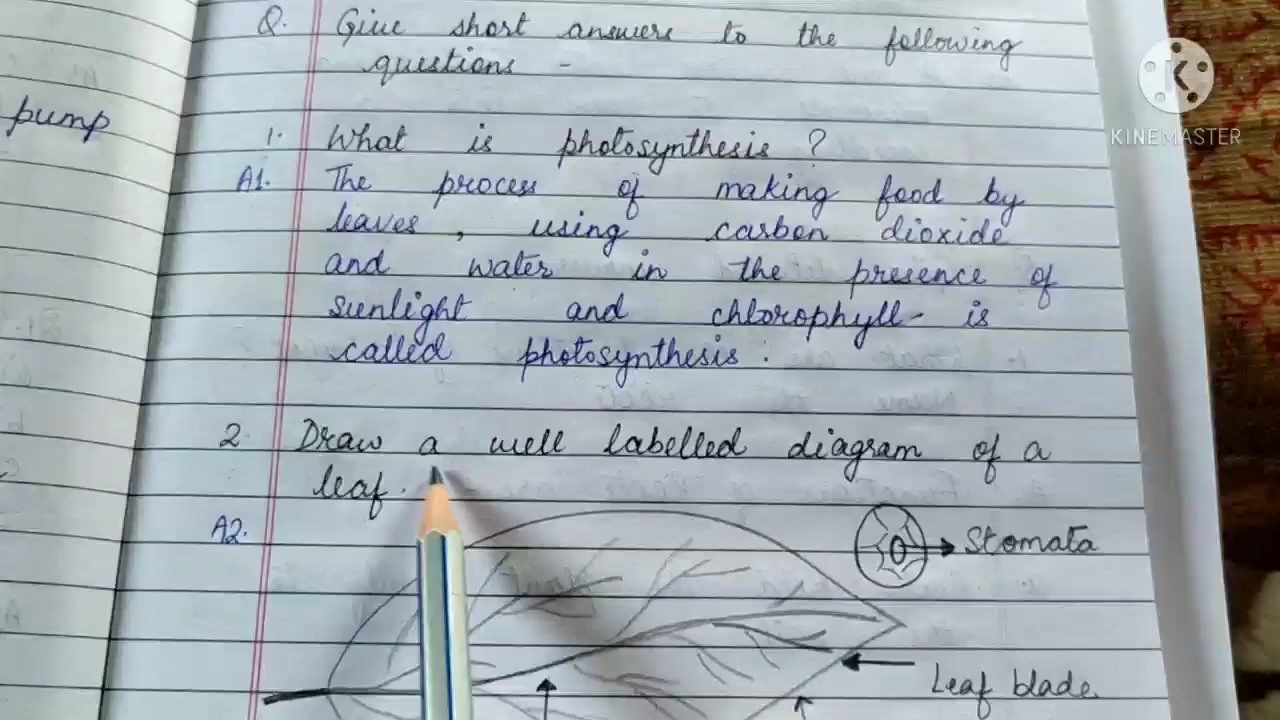 pump
Q. Give short answers to the following
questions -
KINEMASTER
1. What is photosynthesis ?
A1. The process of making food by
leaves, using carbon dioxide
and water in the presence of
sunlight and chlorophyll is
called photosynthesis.
2. Draw a well labelled diagram of a
leaf.
A2.
Stomata
Leaf blade